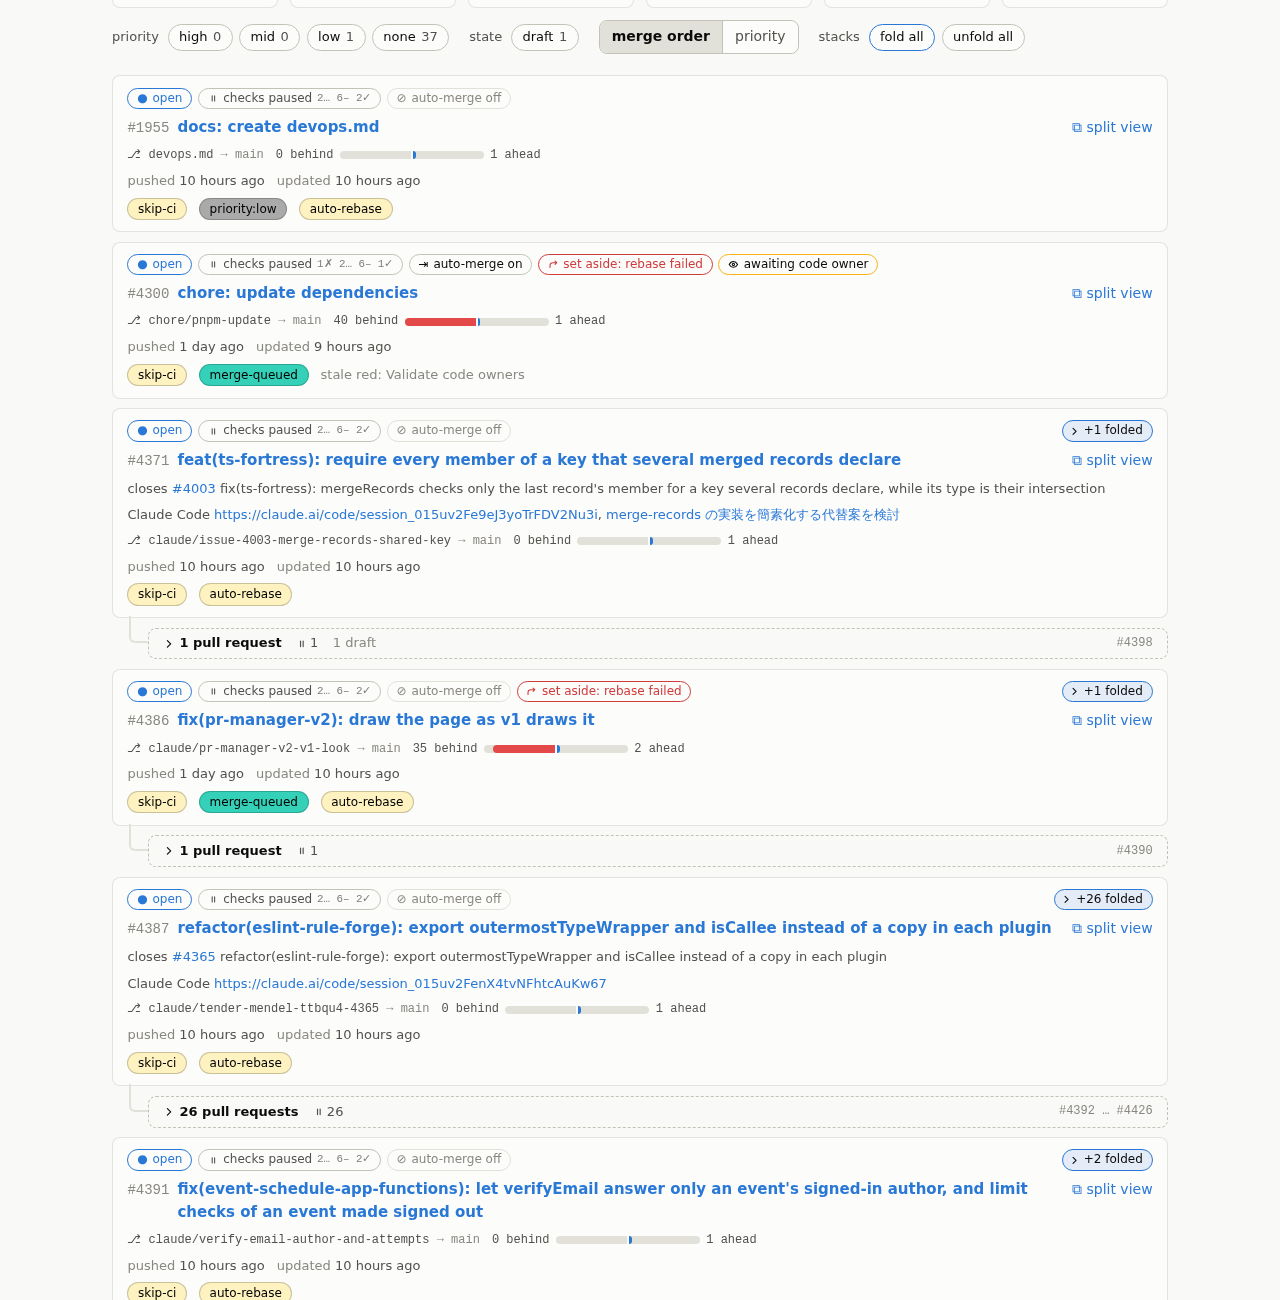 priority high 0 mid 0 low 1 none 37 state draft 1 merge order priority stacks fold all unfold all
open checks paused 2… 6– 2✓ auto-merge off
#1955 docs: create devops.md split view
devops.md → main 0 behind 1 ahead
pushed 10 hours ago updated 10 hours ago
skip-ci priority:low auto-rebase
open checks paused 1✗ 2… 6– 1✓ auto-merge on set aside: rebase failed awaiting code owner
#4300 chore: update dependencies split view
chore/pnpm-update → main 40 behind 1 ahead
pushed 1 day ago updated 9 hours ago
skip-ci merge-queued stale red: Validate code owners
open checks paused 2… 6– 2✓ auto-merge off +1 folded
#4371 feat(ts-fortress): require every member of a key that several merged records declare split view
closes #4003 fix(ts-fortress): mergeRecords checks only the last record's member for a key several records declare, while its type is their intersection
Claude Code https://claude.ai/code/session_015uv2Fe9eJ3yoTrFDV2Nu3i, merge-records の実装を簡素化する代替案を検討
claude/issue-4003-merge-records-shared-key → main 0 behind 1 ahead
pushed 10 hours ago updated 10 hours ago
skip-ci auto-rebase
1 pull request 1 1 draft #4398
open checks paused 2… 6– 2✓ auto-merge off set aside: rebase failed +1 folded
#4386 fix(pr-manager-v2): draw the page as v1 draws it split view
claude/pr-manager-v2-v1-look → main 35 behind 2 ahead
pushed 1 day ago updated 10 hours ago
skip-ci merge-queued auto-rebase
1 pull request 1 #4390
open checks paused 2… 6– 2✓ auto-merge off +26 folded
#4387 refactor(eslint-rule-forge): export outermostTypeWrapper and isCallee instead of a copy in each plugin split view
closes #4365 refactor(eslint-rule-forge): export outermostTypeWrapper and isCallee instead of a copy in each plugin
Claude Code https://claude.ai/code/session_015uv2FenX4tvNFhtcAuKw67
claude/tender-mendel-ttbqu4-4365 → main 0 behind 1 ahead
pushed 10 hours ago updated 10 hours ago
skip-ci auto-rebase
26 pull requests 26 #4392 … #4426
open checks paused 2… 6– 2✓ auto-merge off +2 folded
#4391 fix(event-schedule-app-functions): let verifyEmail answer only an event's signed-in author, and limit split view
checks of an event made signed out
claude/verify-email-author-and-attempts → main 0 behind 1 ahead
pushed 10 hours ago updated 10 hours ago
skip-ci auto-rebase